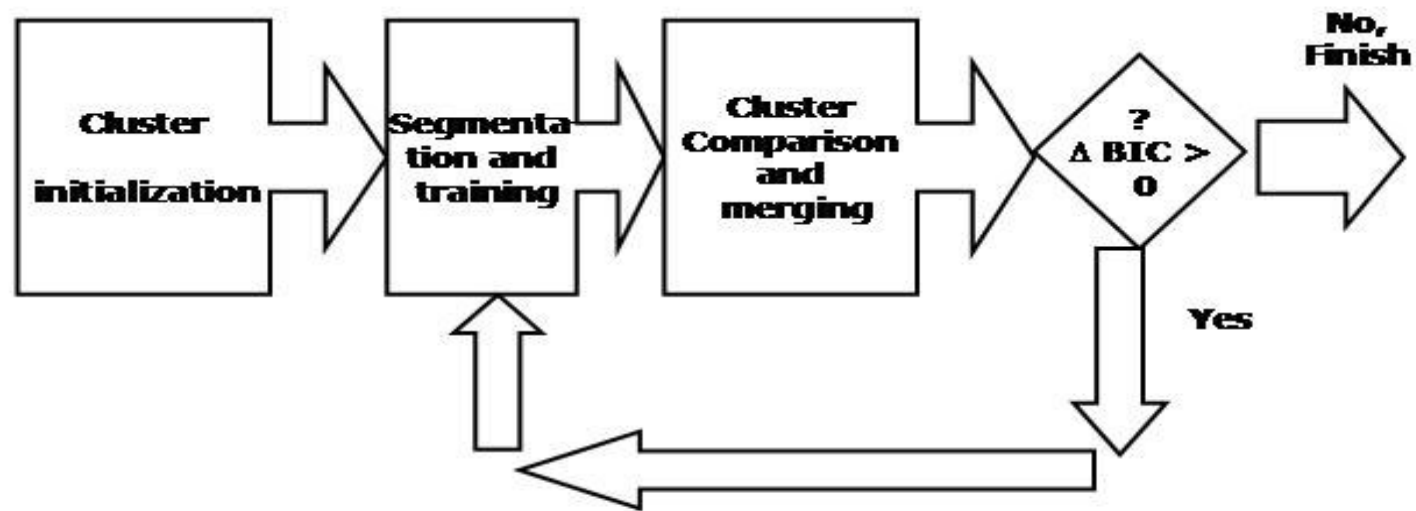 Cluster
initialization
Segmenta
tion and
training
Cluster
Comparison
and
merging
?
Δ BIC >
0
No,
Finish
Yes